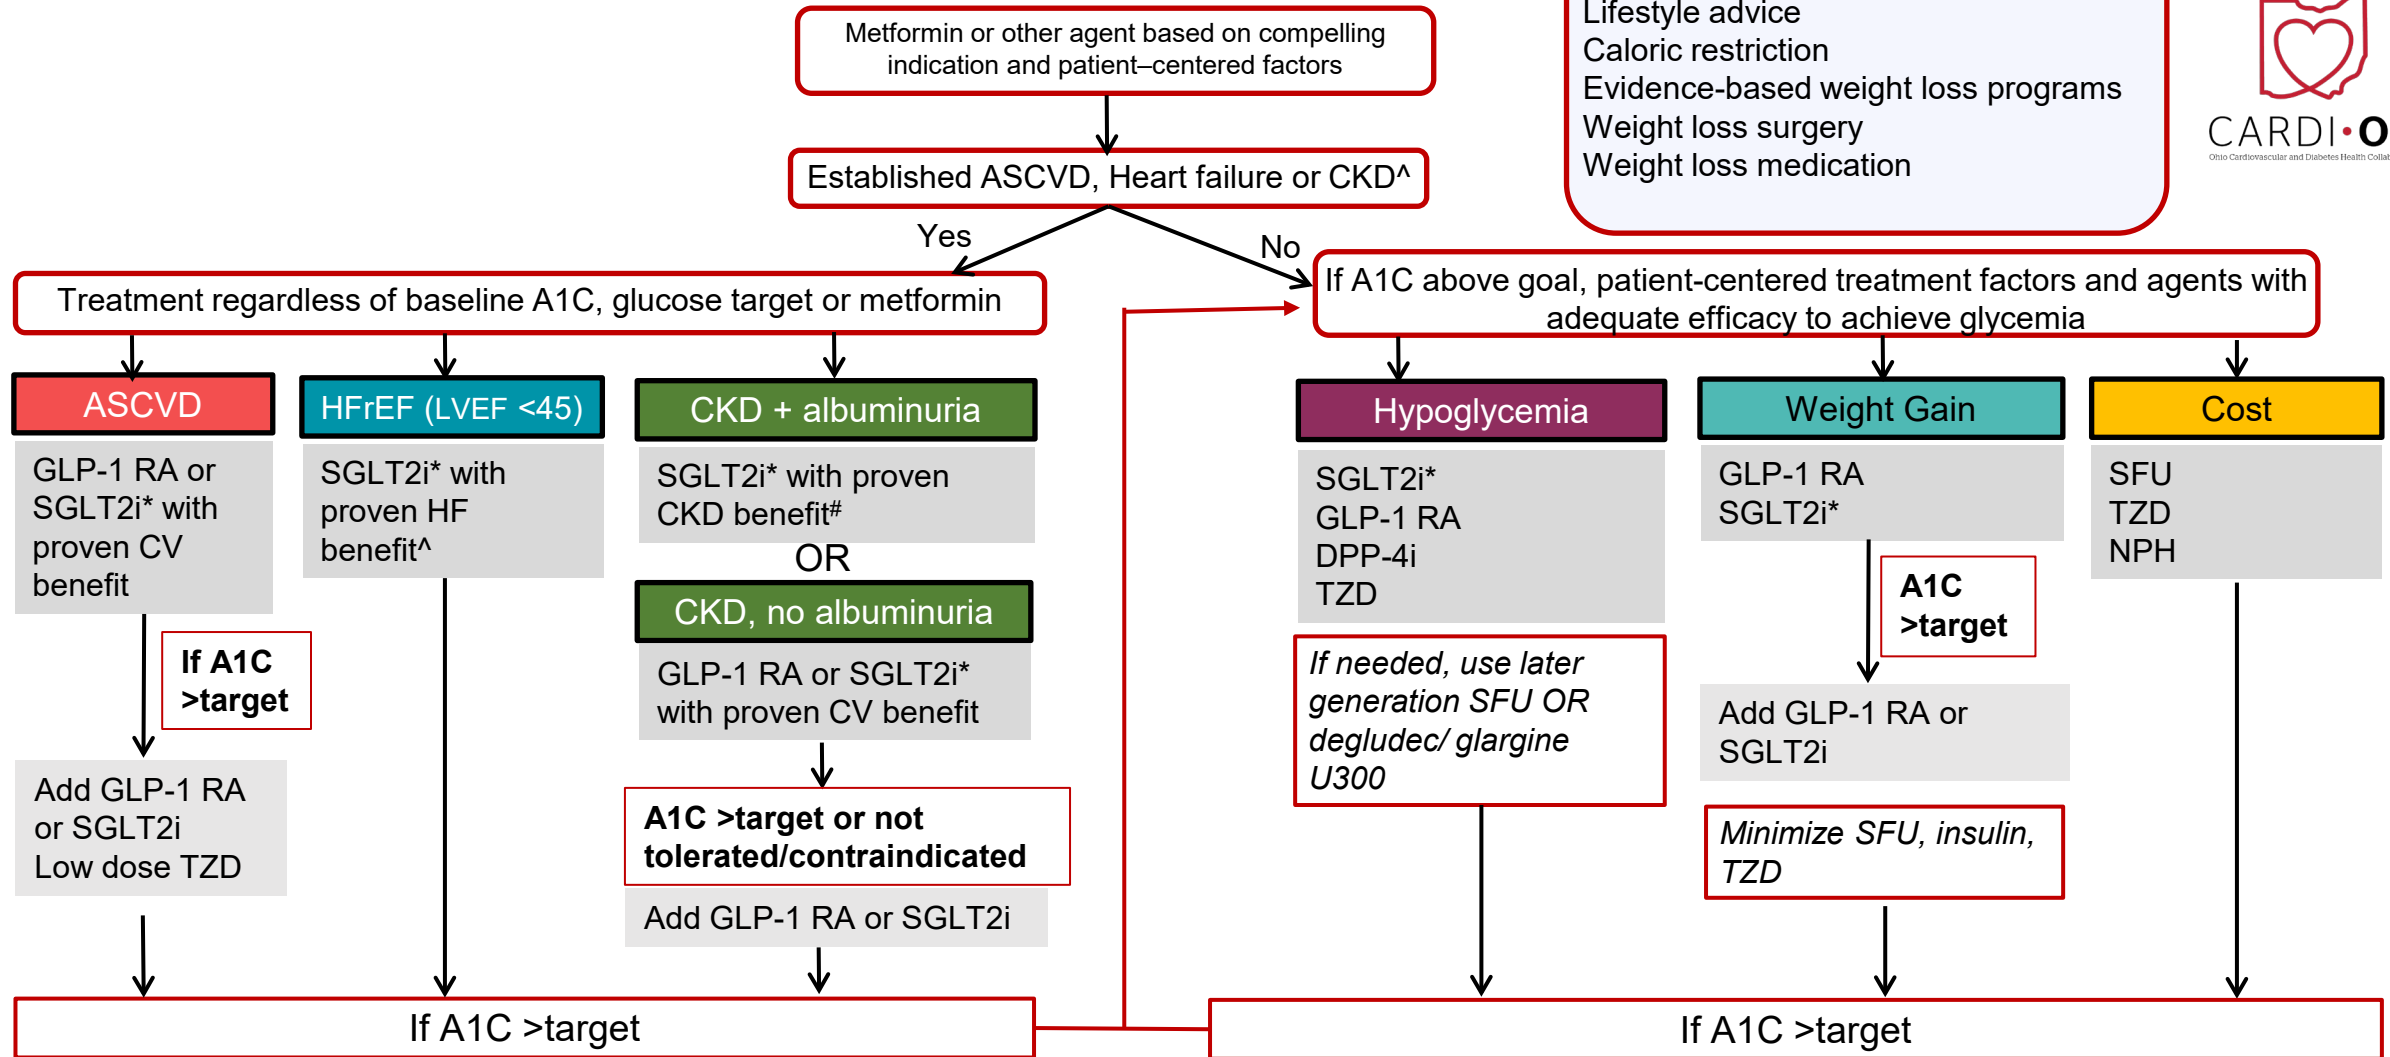 Metformin or other agent based on compelling
indication and patient–centered factors
Lifestyle advice
Caloric restriction
Evidence-based weight loss programs
Weight loss surgery
Weight loss medication
CARDI•O
Ohio Cardiovascular and Diabetes Health Collab
Established ASCVD, Heart failure or CKD^
Yes
No
Treatment regardless of baseline A1C, glucose target or metformin
If A1C above goal, patient-centered treatment factors and agents with
adequate efficacy to achieve glycemia
ASCVD
GLP-1 RA or
SGLT2i* with
proven CV
benefit
If A1C
>target
Add GLP-1 RA
or SGLT2i
Low dose TZD
HFrEF (LVEF <45)
SGLT2i* with
proven HF
benefit^
CKD + albuminuria
SGLT2i* with proven
CKD benefit#
OR
CKD, no albuminuria
GLP-1 RA or SGLT2i*
with proven CV benefit
A1C >target or not
tolerated/contraindicated
Add GLP-1 RA or SGLT2i
If A1C >target
Hypoglycemia
SGLT2i*
GLP-1 RA
DPP-4i
TZD
If needed, use later
generation SFU OR
degludec/ glargine
U300
Weight Gain
GLP-1 RA
SGLT2i*
A1C
>target
Add GLP-1 RA or
SGLT2i
Minimize SFU, insulin,
TZD
Cost
SFU
TZD
NPH
If A1C >target